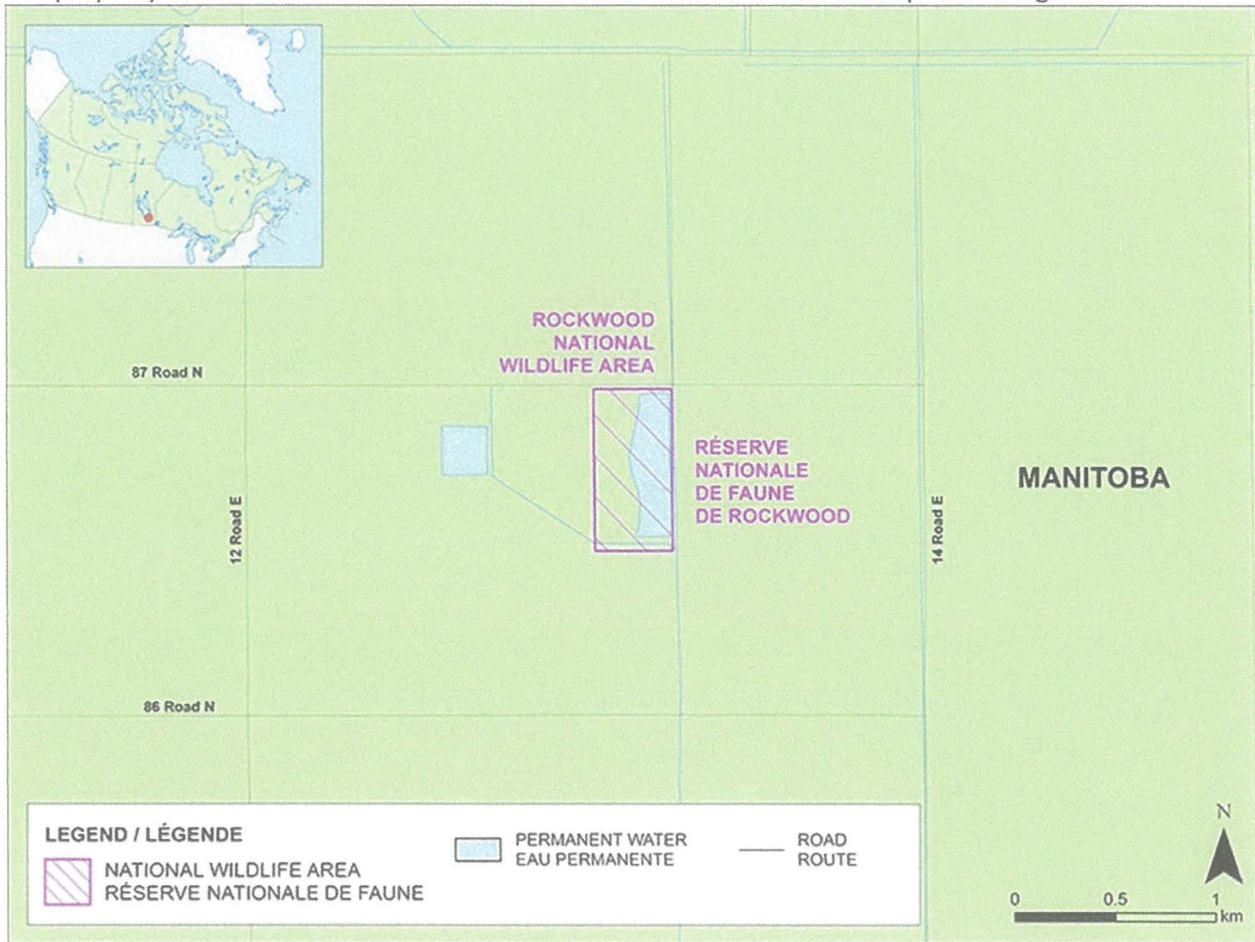 ROCKWOOD
NATIONAL
WILDLIFE AREA
87 Road N
RÉSERVE
NATIONALE
DE FAUNE
DE ROCKWOOD
MANITOBA
12 Road E
14 Road E
86 Road N
LEGEND / LÉGENDE
NATIONAL WILDLIFE AREA
RÉSERVE NATIONALE DE FAUNE
PERMANENT WATER
EAU PERMANENTE
ROAD
ROUTE
N
0 0.5 1
km